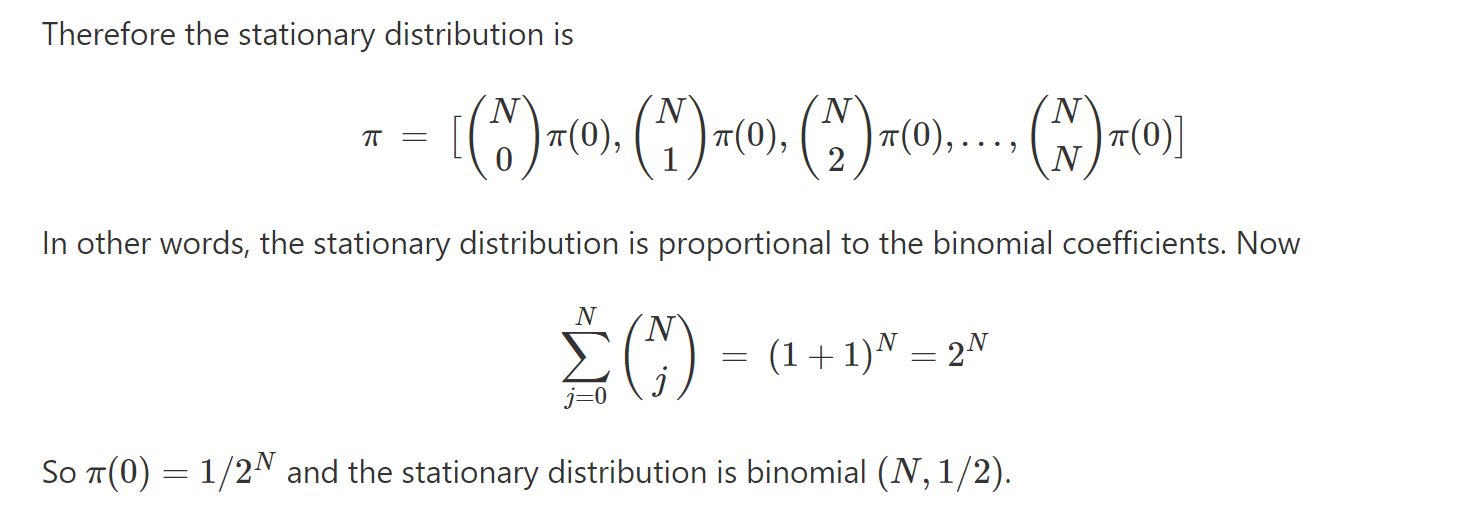 Therefore the stationary distribution is
$$\pi = [\binom{N}{0}\pi(0), \binom{N}{1}\pi(0), \binom{N}{2}\pi(0), \ldots, \binom{N}{N}\pi(0)]$$
In other words, the stationary distribution is proportional to the binomial coefficients. Now
$$\sum_{j=0}^{N} \binom{N}{j} = (1+1)^N = 2^N$$
So $\pi(0) = 1/2^N$ and the stationary distribution is binomial $(N, 1/2)$.